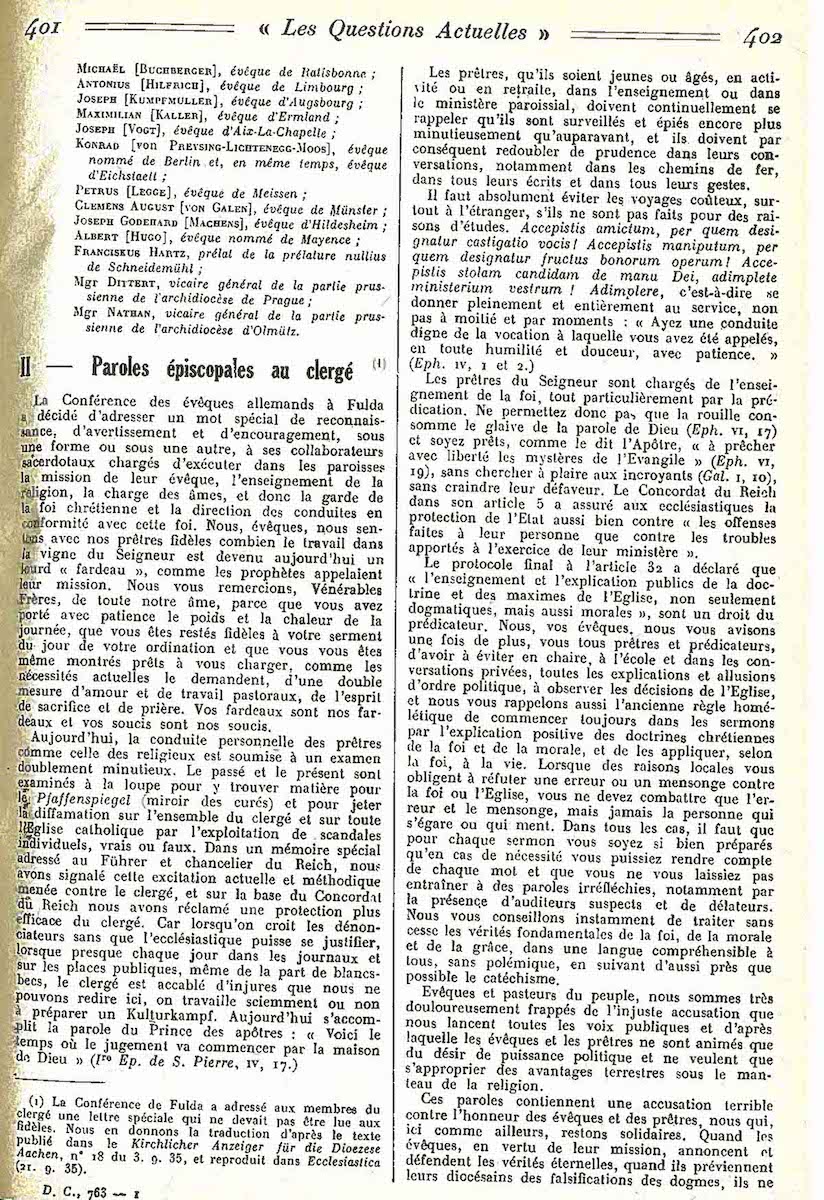 401
« Les Questions Actuelles »
402
MICHAËL [BUCHBERGER], évêque de Ratisbonne ;
ANTONIUS [HILFRICH], évêque de Limbourg ;
JOSEPH [KUMPFMULLER], évêque d'Augsbourg ;
MAXIMILIAN [KALLER], évêque d'Ermland ;
JOSEPH [VOGT], évêque d'Aix-La-Chapelle ;
KONRAD [VON PREYSING-LICHTENEGG-MOOS], évêque
nommé de Berlin et, en même temps, évêque
d'Eichstaett ;
PETRUS [LEGGE], évêque de Meissen ;
CLEMENS AUGUST [VON GALEN], évêque de Münster ;
JOSEPH GODEHARD [MACHENS], évêque d'Hildesheim ;
ALBERT [HUGO], évêque nommé de Mayence ;
FRANCISKUS HARTZ, prélat de la prélature nullius
de Schneidemühl ;
Mgr DITTERT, vicaire général de la partie prus-
sienne de l'archidiocèse de Prague ;
Mgr NATHAN, vicaire général de la partie prus-
sienne de l'archidiocèse d'Olmütz.
II — Paroles épiscopales au clergé (1)
La Conférence des évêques allemands à Fulda
a décidé d'adresser un mot spécial de reconnais-
sance, d'avertissement et d'encouragement, sous
une forme ou sous une autre, à ses collaborateurs
sacerdotaux chargés d'exécuter dans les paroisses
la mission de leur évêque, l'enseignement de la
religion, la charge des âmes, et donc la garde de
la foi chrétienne et la direction des conduites en
conformité avec cette foi. Nous, évêques, nous sen-
tons avec nos prêtres fidèles combien le travail dans
la vigne du Seigneur est devenu aujourd'hui un
lourd « fardeau », comme les prophètes appelaient
leur mission. Nous vous remercions, Vénérables
Frères, de toute notre âme, parce que vous avez
porté avec patience le poids et la chaleur de la
journée, que vous êtes restés fidèles à votre serment
du jour de votre ordination et que vous vous êtes
même montrés prêts à vous charger, comme les
nécessités actuelles le demandent, d'une double
mesure d'amour et de travail pastoraux, de l'esprit
de sacrifice et de prière. Vos fardeaux sont nos far-
deaux et vos soucis sont nos soucis.
Aujourd'hui, la conduite personnelle des prêtres
comme celle des religieux est soumise à un examen
doublement minutieux. Le passé et le présent sont
examinés à la loupe pour y trouver matière pour
le Pfaffenspiegel (miroir des curés) et pour jeter
la diffamation sur l'ensemble du clergé et sur toute
l'Eglise catholique par l'exploitation de scandales
individuels, vrais ou faux. Dans un mémoire spécial
adressé au Führer et chancelier du Reich, nous
avons signalé cette excitation actuelle et méthodique
menée contre le clergé, et sur la base du Concordat
du Reich nous avons réclamé une protection plus
efficace du clergé. Car lorsqu'on croit les dénon-
ciateurs sans que l'ecclésiastique puisse se justifier,
lorsque presque chaque jour dans les journaux et
sur les places publiques, même de la part de blancs-
becs, le clergé est accablé d'injures que nous ne
pouvons redire ici, on travaille sciemment ou non
à préparer un Kulturkampf. Aujourd'hui s'accom-
plit la parole du Prince des apôtres : « Voici le
temps où le jugement va commencer par la maison
de Dieu » (Iro Ep. de S. Pierre, IV, 17.)
(1) La Conférence de Fulda a adressé aux membres du
clergé une lettre spéciale qui ne devait pas être lue aux
fidèles. Nous en donnons la traduction d'après le texte
publié dans le Kirchlicher Anzeiger für die Dioezese
Aachen, n° 18 du 3. 9. 35, et reproduit dans Ecclesiastica
(21. 9. 35).
D. C., 763 — 1
Les prêtres, qu'ils soient jeunes ou âgés, en acti-
vité ou en retraite, dans l'enseignement ou dans
le ministère paroissial, doivent continuellement se
rappeler qu'ils sont surveillés et épiés encore plus
minutieusement qu'auparavant, et ils doivent par
conséquent redoubler de prudence dans leurs con-
versations, notamment dans les chemins de fer,
dans tous leurs écrits et dans tous leurs gestes.
Il faut absolument éviter les voyages coûteux, sur-
tout à l'étranger, s'ils ne sont pas faits pour des rai-
sons d'études. Accepistis amictum, per quem desi-
gnatur castigatio vocis! Accepistis maniputum, per
quem designatur fructus bonorum operum! Acce-
pistis stolam candidam de manu Dei, adimplete
ministerium vestrum ! Adimplere, c'est-à-dire se
donner pleinement et entièrement au service, non
pas à moitié et par moments : « Ayez une conduite
digne de la vocation à laquelle vous avez été appelés,
en toute humilité et douceur, avec patience. »
(Eph. IV, 1 et 2.)
Les prêtres du Seigneur sont chargés de l'ensei-
gnement de la foi, tout particulièrement par la pré-
dication. Ne permettez donc pas que la rouille con-
somme le glaive de la parole de Dieu (Eph. VI, 17)
et soyez prêts, comme le dit l'Apôtre, « à prêcher
avec liberté les mystères de l'Evangile » (Eph. VI,
19), sans chercher à plaire aux incroyants (Gal. I, 10),
sans craindre leur défaveur. Le Concordat du Reich
dans son article 5 a assuré aux ecclésiastiques la
protection de l'Etat aussi bien contre « les offenses
faites à leur personne que contre les troubles
apportés à l'exercice de leur ministère ».
Le protocole final à l'article 32 a déclaré que
« l'enseignement et l'explication publics de la doc-
trine et des maximes de l'Eglise, non seulement
dogmatiques, mais aussi morales », sont un droit du
prédicateur. Nous, vos évêques, nous vous avisons
une fois de plus, vous tous prêtres et prédicateurs,
d'avoir à éviter en chaire, à l'école et dans les con-
versations privées, toutes les explications et allusions
d'ordre politique, à observer les décisions de l'Eglise,
et nous vous rappelons aussi l'ancienne règle homé-
létique de commencer toujours dans les sermons
par l'explication positive des doctrines chrétiennes
de la foi et de la morale, et de les appliquer, selon
la foi, à la vie. Lorsque des raisons locales vous
obligent à réfuter une erreur ou un mensonge contre
la foi ou l'Eglise, vous ne devez combattre que l'er-
reur et le mensonge, mais jamais la personne qui
s'égare ou qui ment. Dans tous les cas, il faut que
pour chaque sermon vous soyez si bien préparés
qu'en cas de nécessité vous puissiez rendre compte
de chaque mot et que vous ne vous laissiez pas
entraîner à des paroles irréfléchies, notamment par
la présence d'auditeurs suspects et de délateurs.
Nous vous conseillons instamment de traiter sans
cesse les vérités fondamentales de la foi, de la morale
et de la grâce, dans une langue compréhensible à
tous, sans polémique, en suivant d'aussi près que
possible le catéchisme.
Evêques et pasteurs du peuple, nous sommes très
douloureusement frappés de l'injuste accusation que
nous lancent toutes les voix publiques et d'après
laquelle les évêques et les prêtres ne sont animés que
du désir de puissance politique et ne veulent que
s'approprier des avantages terrestres sous le man-
teau de la religion.
Ces paroles contiennent une accusation terrible
contre l'honneur des évêques et des prêtres, nous qui,
ici comme ailleurs, restons solidaires. Quand les
évêques, en vertu de leur mission, annoncent et
défendent les vérités éternelles, quand ils préviennent
leurs diocésains des falsifications des dogmes, ils ne